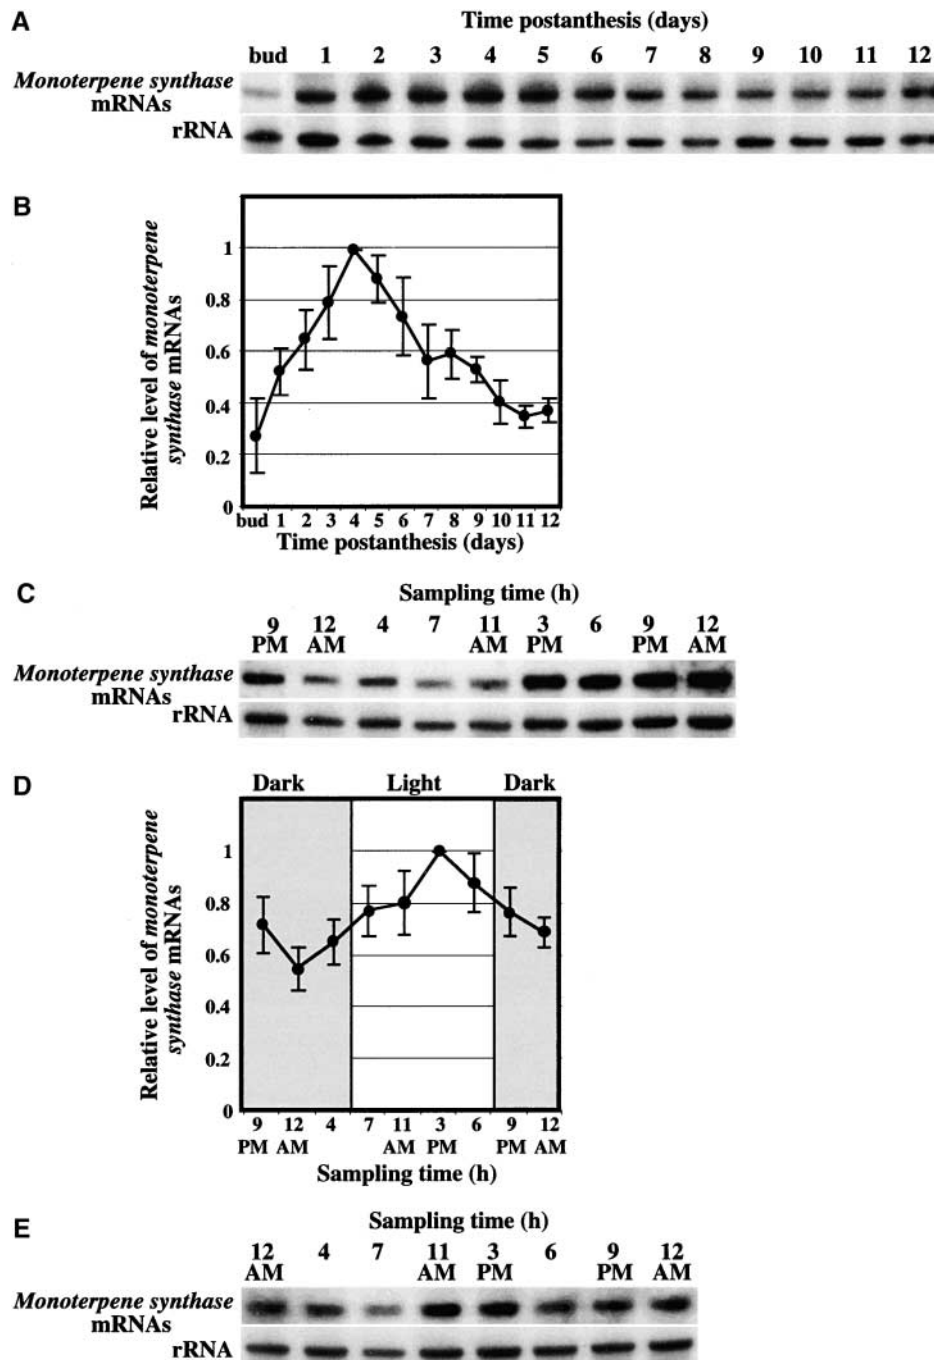 A
Time postanthesis (days)
bud 1 2 3 4 5 6 7 8 9 10 11 12
Monoterpene synthase
mRNAs
rRNA
B
Relative level of monoterpene
synthase mRNAs
1
0.8
0.6
0.4
0.2
0
bud 1 2 3 4 5 6 7 8 9 10 11 12
Time postanthesis (days)
C
Sampling time (h)
9 12 4 7 11 3 6 9 12
PM AM AM PM PM AM
Monoterpene synthase
mRNAs
rRNA
D
Dark Light Dark
Relative level of monoterpene
synthase mRNAs
1
0.8
0.6
0.4
0.2
0
9 12 4 7 11 3 6 9 12
PM AM AM PM PM AM
Sampling time (h)
E
Sampling time (h)
12 4 7 11 3 6 9 12
AM AM PM PM AM
Monoterpene synthase
mRNAs
rRNA